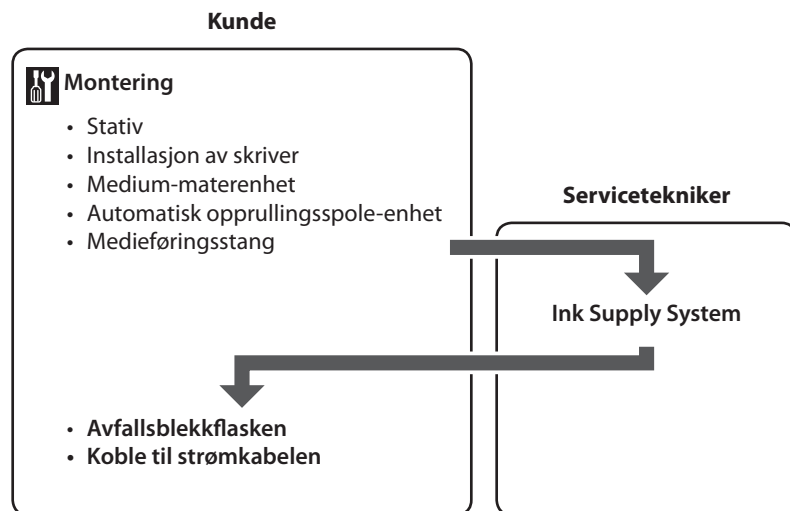 Kunde
Montering
• Stativ
• Installasjon av skriver
• Medium-materenhet
• Automatisk opprullingsspole-enhet
• Medieføringsstang
Servicetekniker
Ink Supply System
• Avfallsblekkflasken
• Koble til strømkabelen